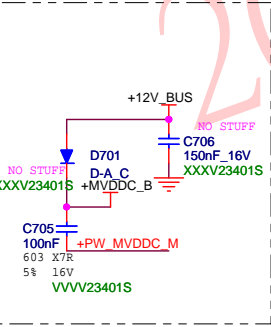 +12V_BUS
NO STUFF
C706
150nF_16V
XXXV23401S
D701
D-A_C
NO STUFF
XXXV23401S
+MVDDC_B
C705
100nF
+PW_MVDDC_M
603 X7R
5% 16V
VVVV23401S